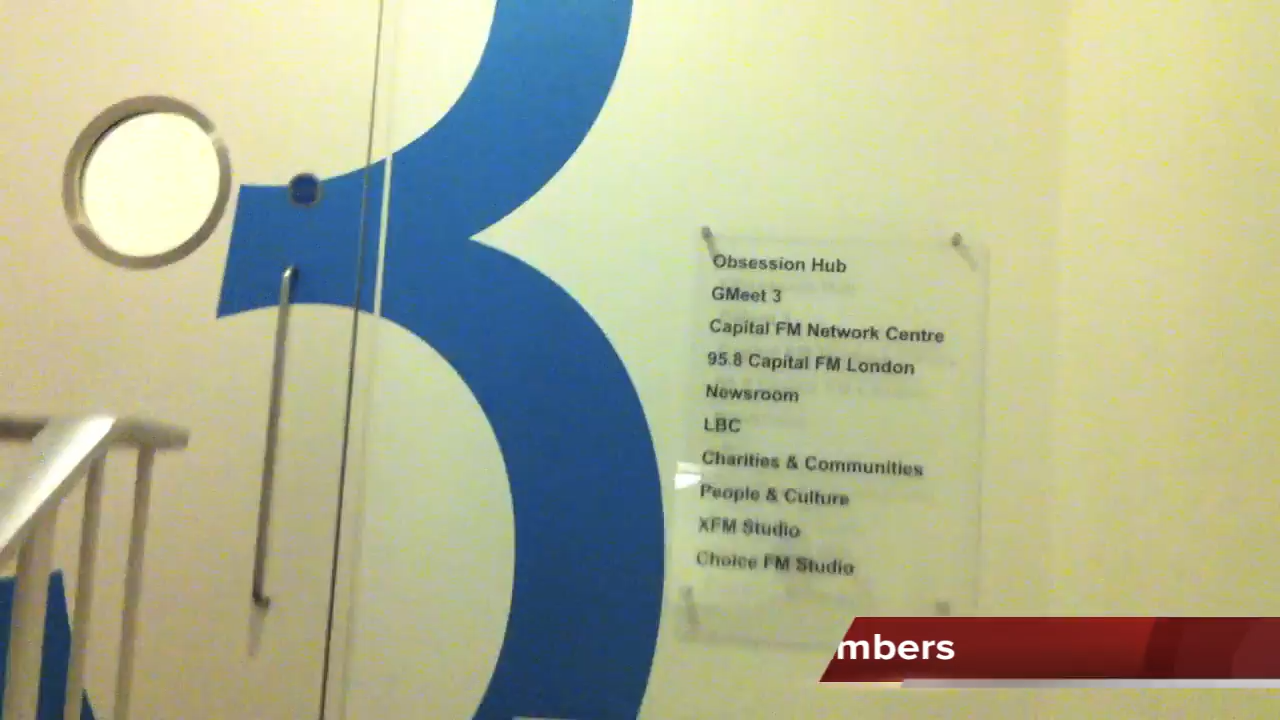 3
Obsession Hub
GMeet 3
Capital FM Network Centre
95.8 Capital FM London
Newsroom
LBC
Charities & Communities
People & Culture
XFM Studio
Choice FM Studio
mbers